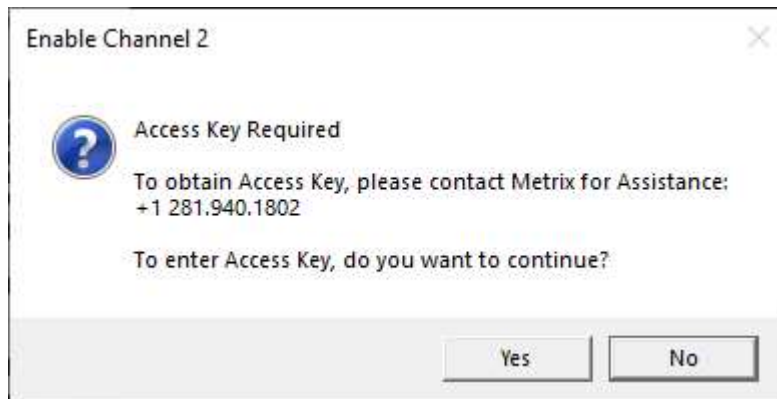 Enable Channel 2
Access Key Required
To obtain Access Key, please contact Metrix for Assistance:
+1 281.940.1802
To enter Access Key, do you want to continue?
Yes
No